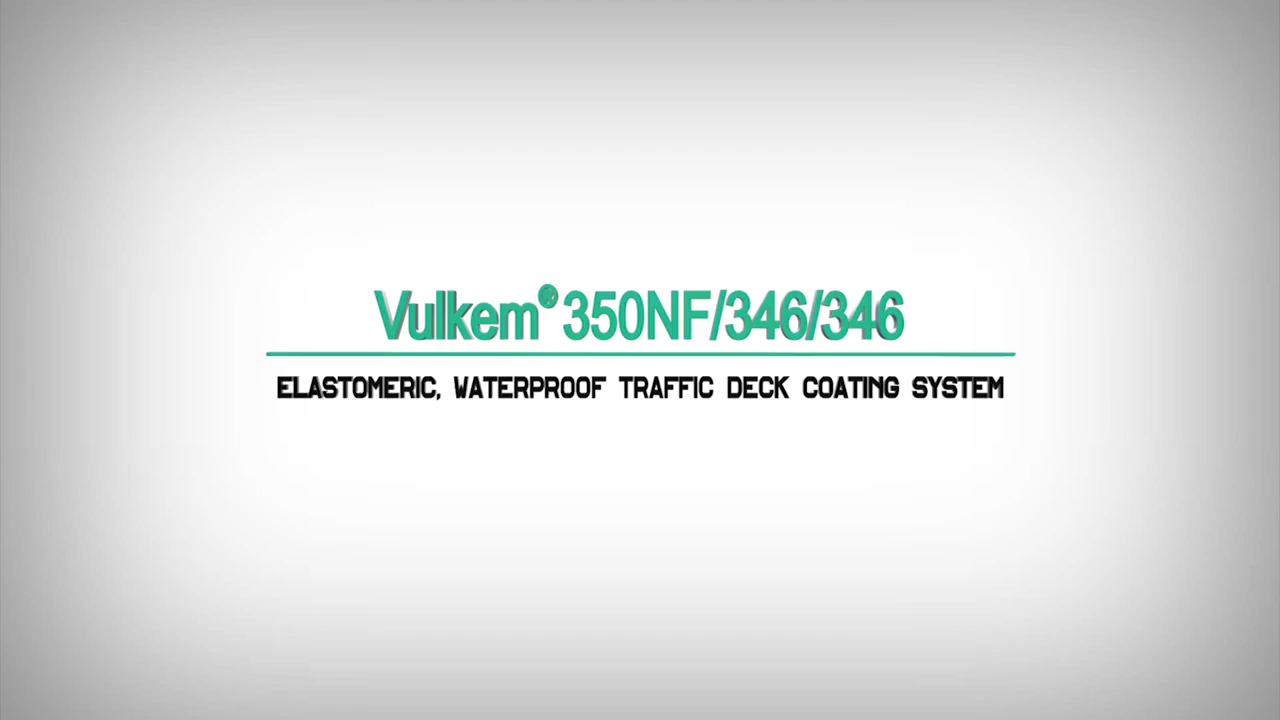 Vulkem® 350NF/346/346
ELASTOMERIC, WATERPROOF TRAFFIC DECK COATING SYSTEM